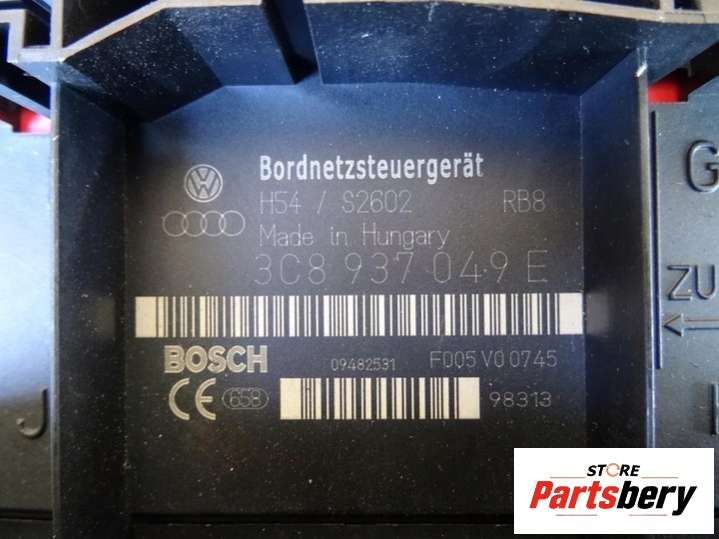 Bordnetzsteuergerät
H54 / S2602 RB8
Made in Hungary
3C8 937 049 E
BOSCH 09482531 F005 V0 0745
CE 658 98313
G
ZU
J
STORE
Partsbery